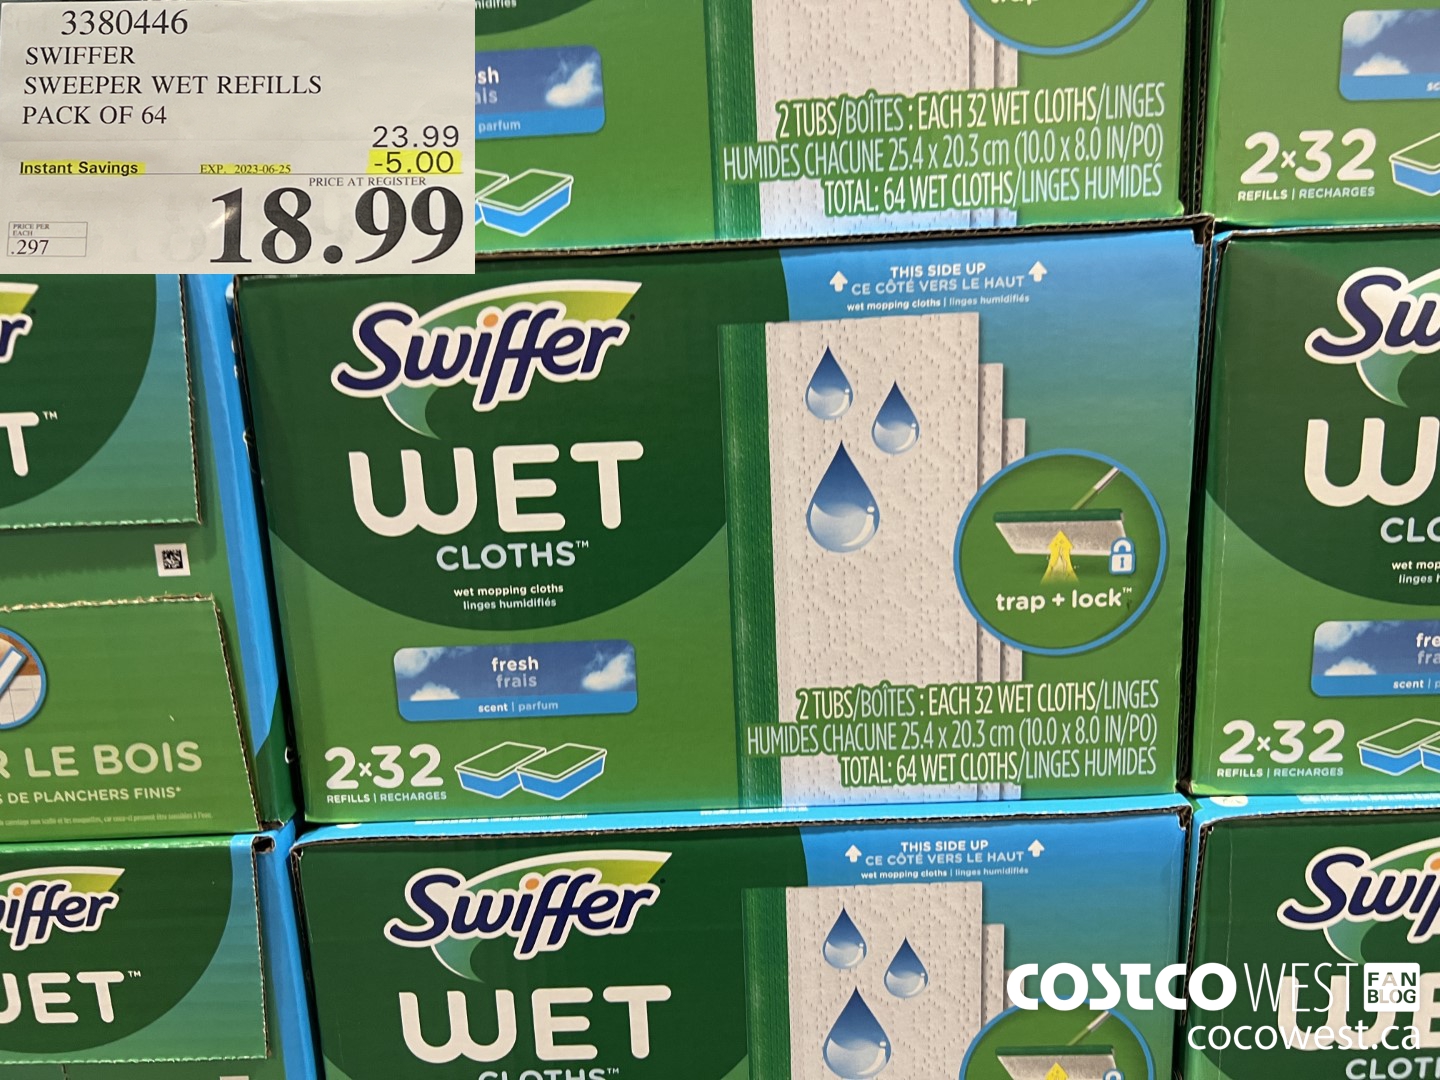 3380446
SWIFFER
SWEEPER WET REFILLS
PACK OF 64
23.99
Instant Savings EXP. 2023-06-25 -5.00
PRICE AT REGISTER
18.99
PRICE PER
EACH
.297
parfum
2 TUBS/BOÎTES : EACH 32 WET CLOTHS/LINGES
HUMIDES CHACUNE 25.4 x 20.3 cm (10.0 x 8.0 IN/PO)
TOTAL: 64 WET CLOTHS/LINGES HUMIDES
2x32
REFILLS | RECHARGES
THIS SIDE UP
CE CÔTÉ VERS LE HAUT
wet mopping cloths | linges humidifiés
Swiffer
WET
CLOTHS™
wet mopping cloths
linges humidifiés
fresh
frais
scent | parfum
2x32
REFILLS | RECHARGES
trap + lock™
2 TUBS/BOÎTES : EACH 32 WET CLOTHS/LINGES
HUMIDES CHACUNE 25.4 x 20.3 cm (10.0 x 8.0 IN/PO)
TOTAL: 64 WET CLOTHS/LINGES HUMIDES
scent
2x32
REFILLS | RECHARGES
LE BOIS
DE PLANCHERS FINIS*
THIS SIDE UP
CE CÔTÉ VERS LE HAUT
wet mopping cloths | linges humidifiés
Swiffer
WET
CLOTHS™
COSTCO WEST FAN BLOG
cocowest.ca